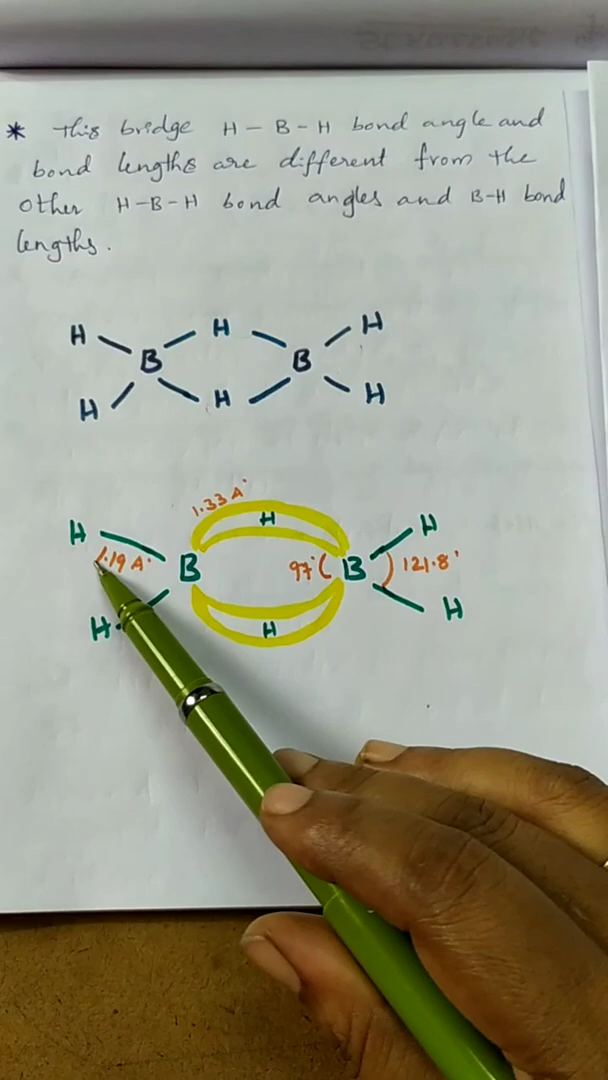 * This bridge H - B - H bond angle and
bond lengths are different from the
other H-B-H bond angles and B-H bond
lengths.
H H H
B B
H H H
1.33 A°
H
H H
1.19 A° B 97° B 121.8°
H H H